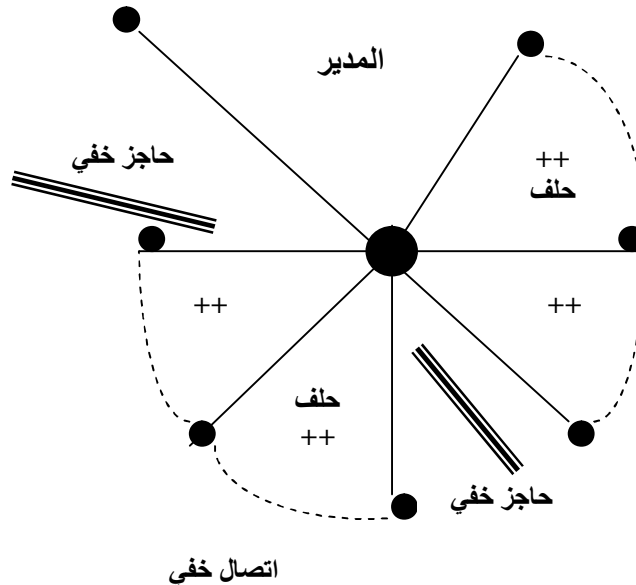 المدير
حاجز خفي
++
حلف
++
++
حلف
++
حاجز خفي
اتصال خفي